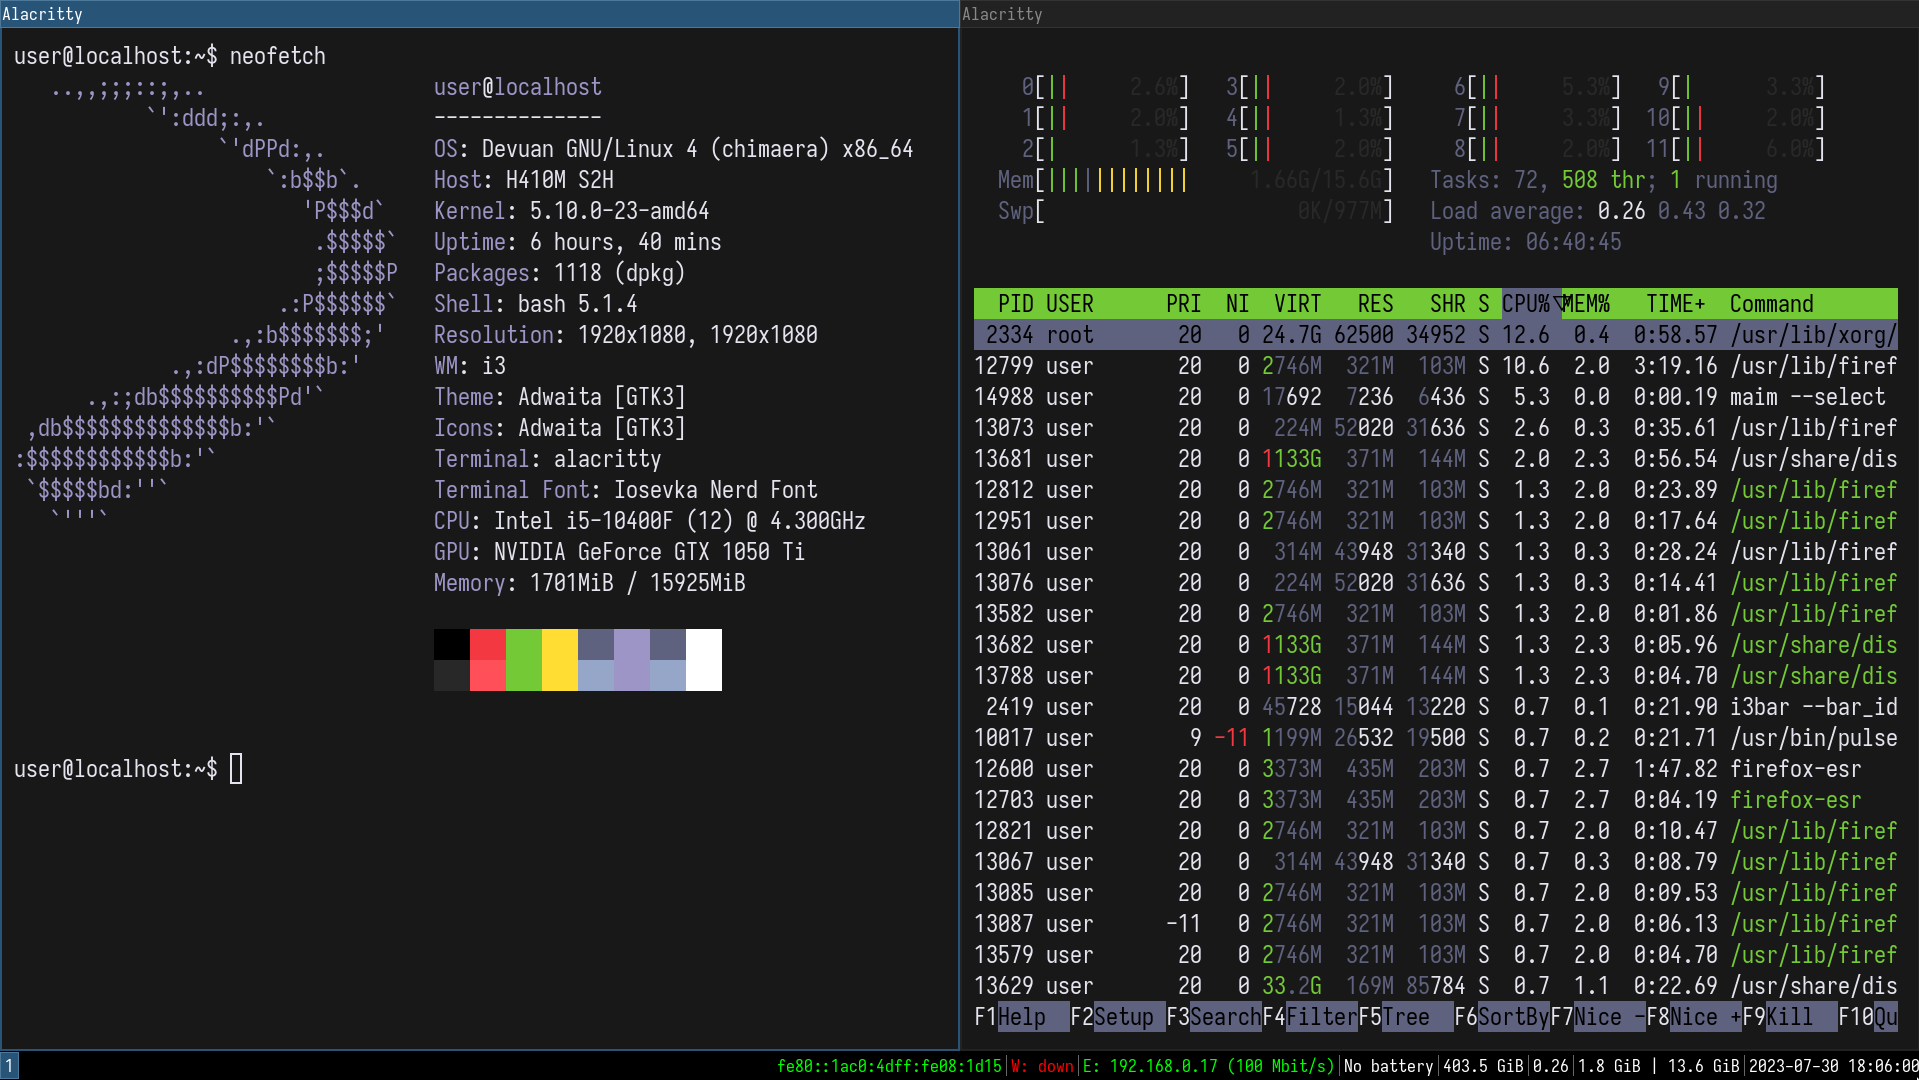 Alacritty
user@localhost:~$ neofetch
..,,;;;::;,..
`':ddd;:,.
`'dPPd:,.
`:b$$b`.
'P$$$d`
.$$$$$`
;$$$$$P
.:P$$$$$$`
.,:b$$$$$$$;'
.,:dP$$$$$$$$b:'
.,:;db$$$$$$$$$$Pd'`
,db$$$$$$$$$$$$$$b:'`
:$$$$$$$$$$$$b:'`
`$$$$$bd:''`
`'''`
user@localhost
--------------
OS: Devuan GNU/Linux 4 (chimaera) x86_64
Host: H410M S2H
Kernel: 5.10.0-23-amd64
Uptime: 6 hours, 40 mins
Packages: 1118 (dpkg)
Shell: bash 5.1.4
Resolution: 1920x1080, 1920x1080
WM: i3
Theme: Adwaita [GTK3]
Icons: Adwaita [GTK3]
Terminal: alacritty
Terminal Font: Iosevka Nerd Font
CPU: Intel i5-10400F (12) @ 4.300GHz
GPU: NVIDIA GeForce GTX 1050 Ti
Memory: 1701MiB / 15925MiB
user@localhost:~$
Alacritty
0[|| 2.6%] 3[|| 2.0%] 6[|| 5.3%] 9[| 3.3%]
1[|| 2.0%] 4[|| 1.3%] 7[|| 3.3%] 10[|| 2.0%]
2[| 1.3%] 5[|| 2.0%] 8[|| 2.0%] 11[|| 6.0%]
Mem[|||||||||||| 1.66G/15.6G] Tasks: 72, 508 thr; 1 running
Swp[ 0K/977M] Load average: 0.26 0.43 0.32
Uptime: 06:40:45
PID USER PRI NI VIRT RES SHR S CPU%▽MEM% TIME+ Command
2334 root 20 0 24.7G 62500 34952 S 12.6 0.4 0:58.57 /usr/lib/xorg/
12799 user 20 0 2746M 321M 103M S 10.6 2.0 3:19.16 /usr/lib/firef
14988 user 20 0 17692 7236 6436 S 5.3 0.0 0:00.19 maim --select
13073 user 20 0 224M 52020 31636 S 2.6 0.3 0:35.61 /usr/lib/firef
13681 user 20 0 1133G 371M 144M S 2.0 2.3 0:56.54 /usr/share/dis
12812 user 20 0 2746M 321M 103M S 1.3 2.0 0:23.89 /usr/lib/firef
12951 user 20 0 2746M 321M 103M S 1.3 2.0 0:17.64 /usr/lib/firef
13061 user 20 0 314M 43948 31340 S 1.3 0.3 0:28.24 /usr/lib/firef
13076 user 20 0 224M 52020 31636 S 1.3 0.3 0:14.41 /usr/lib/firef
13582 user 20 0 2746M 321M 103M S 1.3 2.0 0:01.86 /usr/lib/firef
13682 user 20 0 1133G 371M 144M S 1.3 2.3 0:05.96 /usr/share/dis
13788 user 20 0 1133G 371M 144M S 1.3 2.3 0:04.70 /usr/share/dis
2419 user 20 0 45728 15044 13220 S 0.7 0.1 0:21.90 i3bar --bar_id
10017 user 9 -11 1199M 26532 19500 S 0.7 0.2 0:21.71 /usr/bin/pulse
12600 user 20 0 3373M 435M 203M S 0.7 2.7 1:47.82 firefox-esr
12703 user 20 0 3373M 435M 203M S 0.7 2.7 0:04.19 firefox-esr
12821 user 20 0 2746M 321M 103M S 0.7 2.0 0:10.47 /usr/lib/firef
13067 user 20 0 314M 43948 31340 S 0.7 0.3 0:08.79 /usr/lib/firef
13085 user 20 0 2746M 321M 103M S 0.7 2.0 0:09.53 /usr/lib/firef
13087 user -11 0 2746M 321M 103M S 0.7 2.0 0:06.13 /usr/lib/firef
13579 user 20 0 2746M 321M 103M S 0.7 2.0 0:04.70 /usr/lib/firef
13629 user 20 0 33.2G 169M 85784 S 0.7 1.1 0:22.69 /usr/share/dis
F1Help F2Setup F3SearchF4FilterF5Tree F6SortByF7Nice -F8Nice +F9Kill F10Qu
1 fe80::1ac0:4dff:fe08:1d15|W: down|E: 192.168.0.17 (100 Mbit/s)|No battery|403.5 GiB|0.26|1.8 GiB | 13.6 GiB|2023-07-30 18:06:00